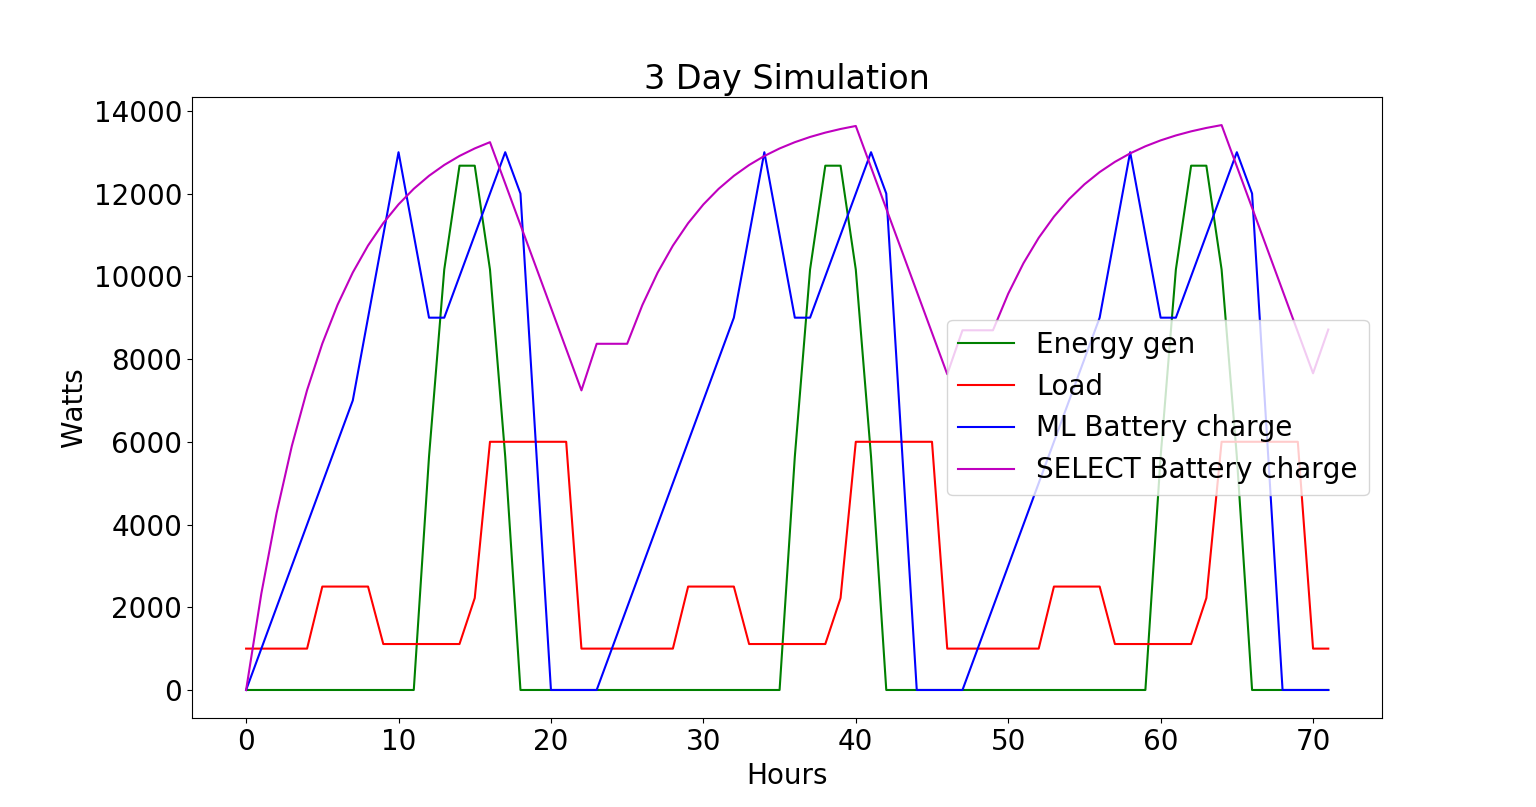 3 Day Simulation
14000
12000
10000
8000
6000
4000
2000
0
Watts
Energy gen
Load
ML Battery charge
SELECT Battery charge
0 10 20 30 40 50 60 70
Hours